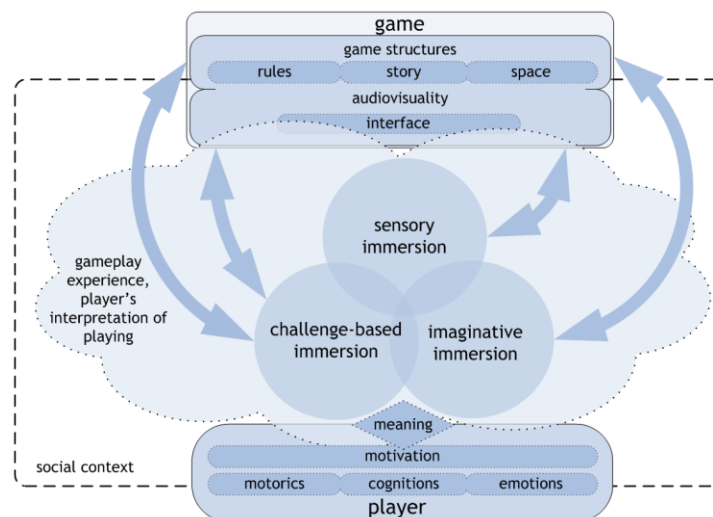 game
game structures
rules story space
audiovisuality
interface
sensory
immersion
gameplay
experience,
player's
interpretation of
playing
challenge-based
immersion
imaginative
immersion
meaning
social context
motivation
motorics cognitions emotions
player